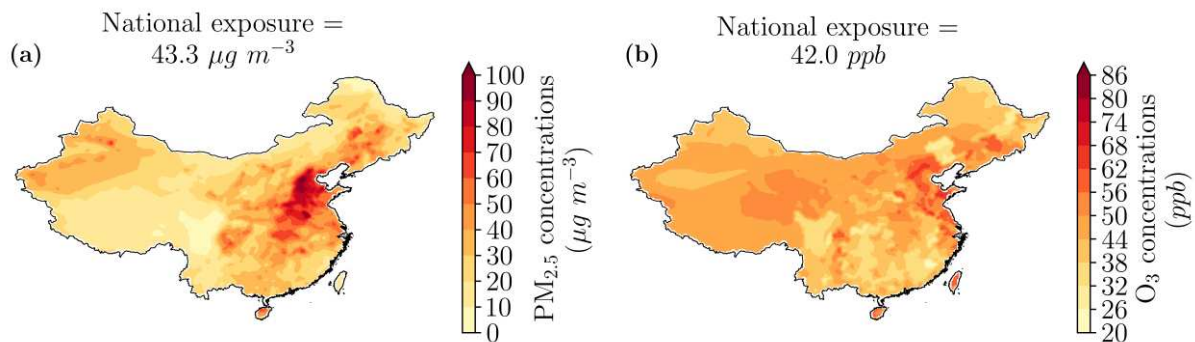 National exposure =
43.3 μg m⁻³
(a)
100
90
80
70
60
50
40
30
20
10
0
PM₂.₅ concentrations
(μg m⁻³)
National exposure =
42.0 ppb
(b)
86
80
74
68
62
56
50
44
38
32
26
20
O₃ concentrations
(ppb)